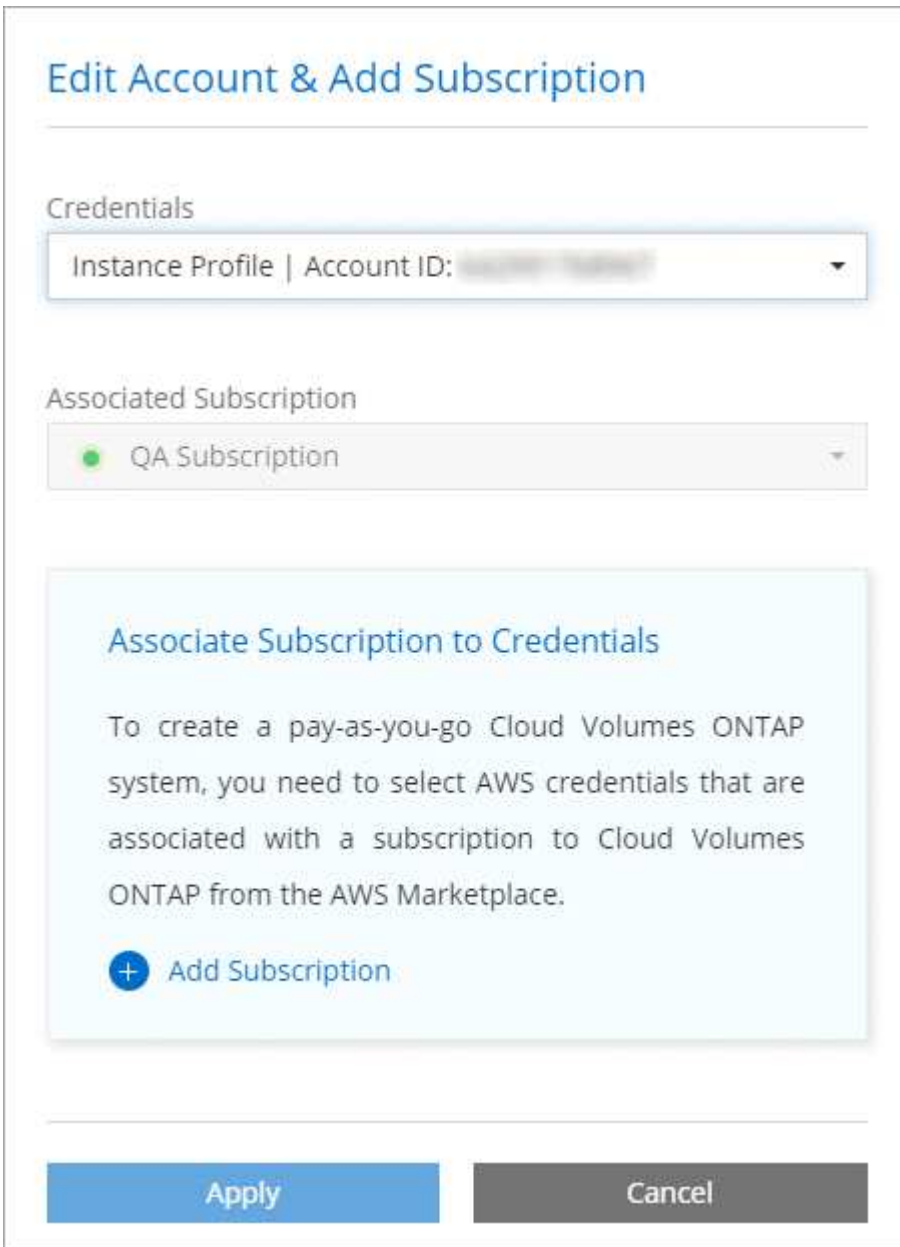 Edit Account & Add Subscription
Credentials
Instance Profile | Account ID:
Associated Subscription
QA Subscription
Associate Subscription to Credentials
To create a pay-as-you-go Cloud Volumes ONTAP
system, you need to select AWS credentials that are
associated with a subscription to Cloud Volumes
ONTAP from the AWS Marketplace.
Add Subscription
Apply Cancel